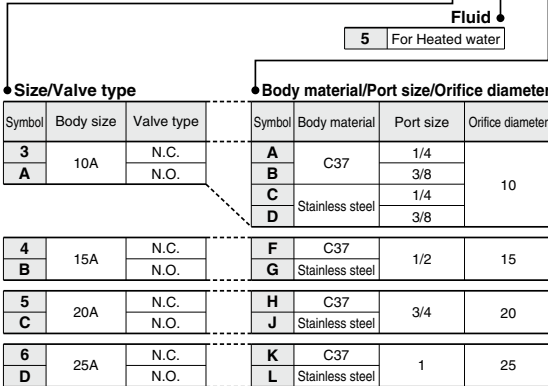 Fluid
5 For Heated water
Size/Valve type
Symbol Body size Valve type
3 10A N.C.
A N.O.
4 15A N.C.
B N.O.
5 20A N.C.
C N.O.
6 25A N.C.
D N.O.
Body material/Port size/Orifice diameter
Symbol Body material Port size Orifice diameter
A C37 1/4 10
B 3/8
C Stainless steel 1/4
D 3/8
F C37 1/2 15
G Stainless steel
H C37 3/4 20
J Stainless steel
K C37 1 25
L Stainless steel